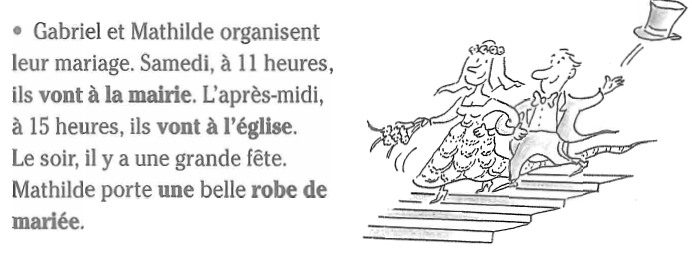 • Gabriel et Mathilde organisent
leur mariage. Samedi, à 11 heures,
ils vont à la mairie. L'après-midi,
à 15 heures, ils vont à l'église.
Le soir, il y a une grande fête.
Mathilde porte une belle robe de
mariée.